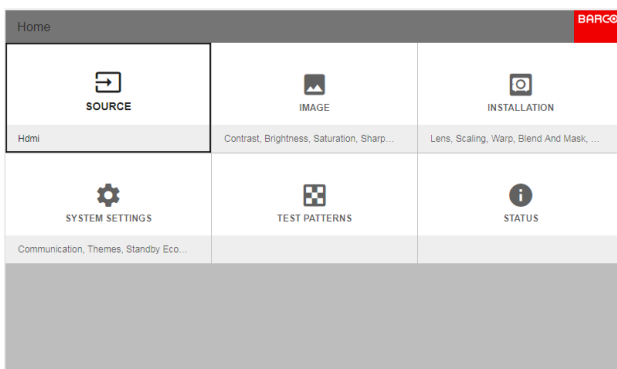 Home
BARCO
SOURCE
IMAGE
INSTALLATION
Hdmi
Contrast, Brightness, Saturation, Sharp...
Lens, Scaling, Warp, Blend And Mask, ...
SYSTEM SETTINGS
TEST PATTERNS
STATUS
Communication, Themes, Standby Eco...